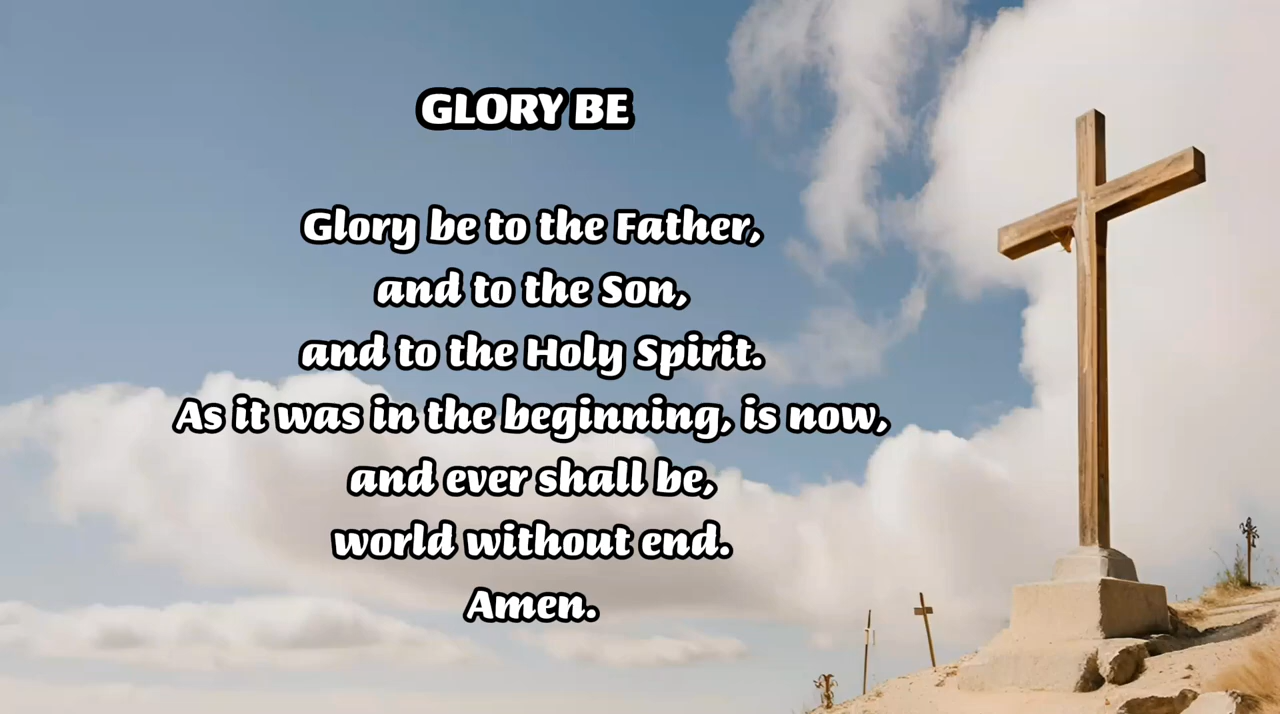 GLORY BE
Glory be to the Father,
and to the Son,
and to the Holy Spirit.
As it was in the beginning, is now,
and ever shall be,
world without end.
Amen.